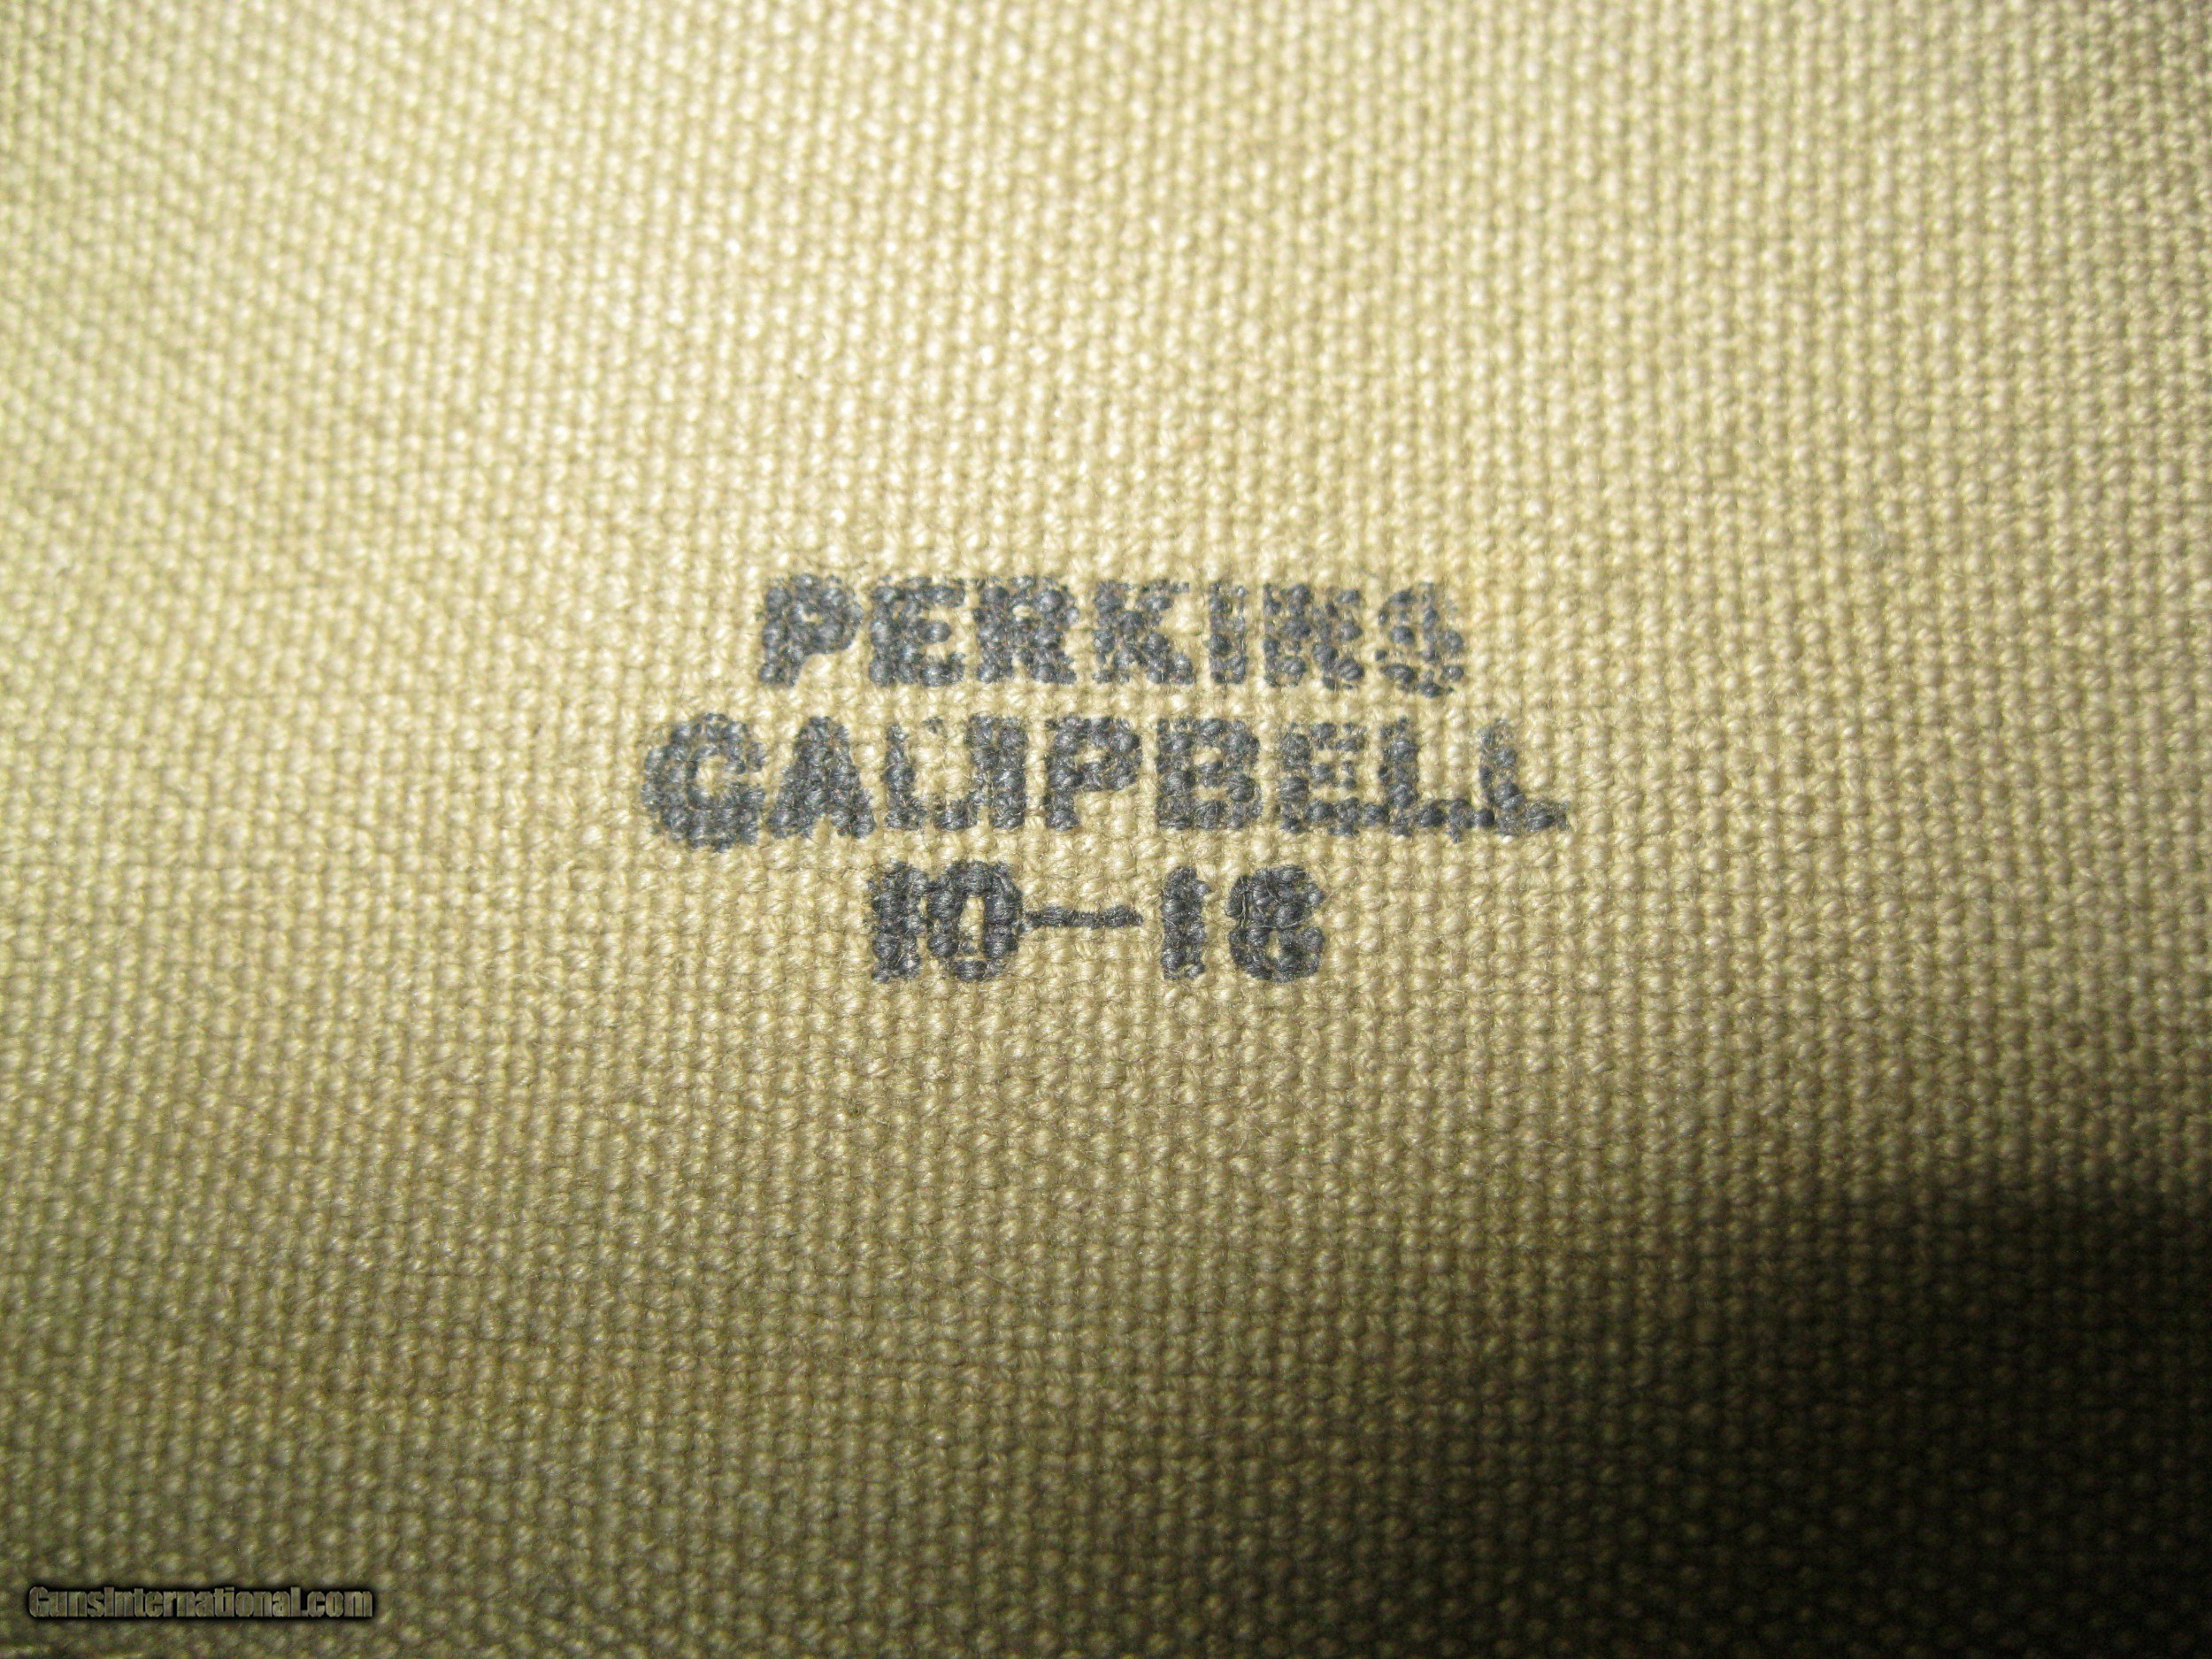 PERKINS
CAMPBELL
10-18
GunsInternational.com